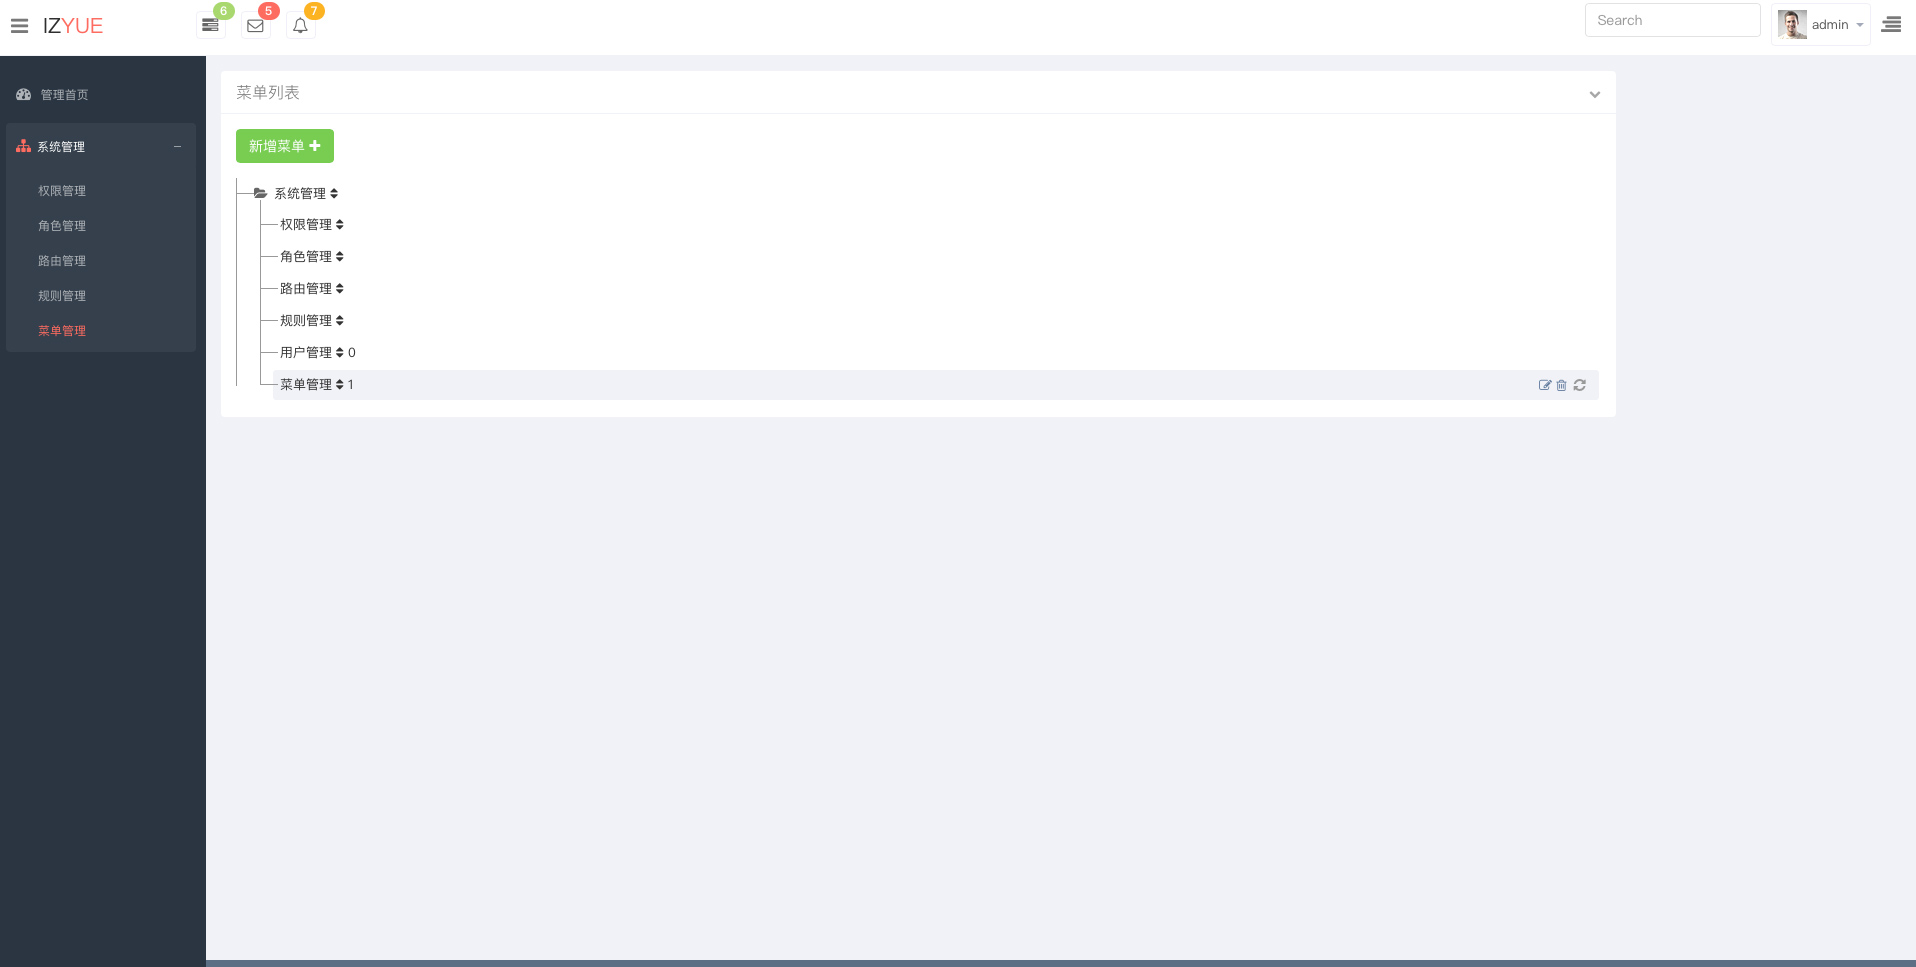 IZYUE
6
5
7
Search
admin
管理首页
系统管理
权限管理
角色管理
路由管理
规则管理
菜单管理
菜单列表
新增菜单
系统管理
权限管理
角色管理
路由管理
规则管理
用户管理 0
菜单管理 1